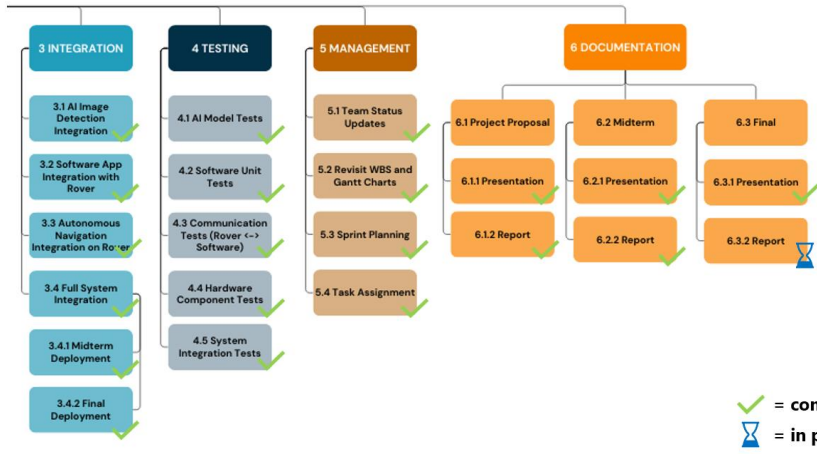 3 INTEGRATION
4 TESTING
5 MANAGEMENT
6 DOCUMENTATION
3.1 AI Image
Detection
Integration
3.2 Software App
Integration with
Rover
3.3 Autonomous
Navigation
Integration on Rover
3.4 Full System
Integration
3.4.1 Midterm
Deployment
3.4.2 Final
Deployment
4.1 AI Model Tests
4.2 Software Unit
Tests
4.3 Communication
Tests (Rover <->
Software)
4.4 Hardware
Component Tests
4.5 System
Integration Tests
5.1 Team Status
Updates
5.2 Revisit WBS and
Gantt Charts
5.3 Sprint Planning
5.4 Task Assignment
6.1 Project Proposal
6.1.1 Presentation
6.1.2 Report
6.2 Midterm
6.2.1 Presentation
6.2.2 Report
6.3 Final
6.3.1 Presentation
6.3.2 Report
= con
= in p